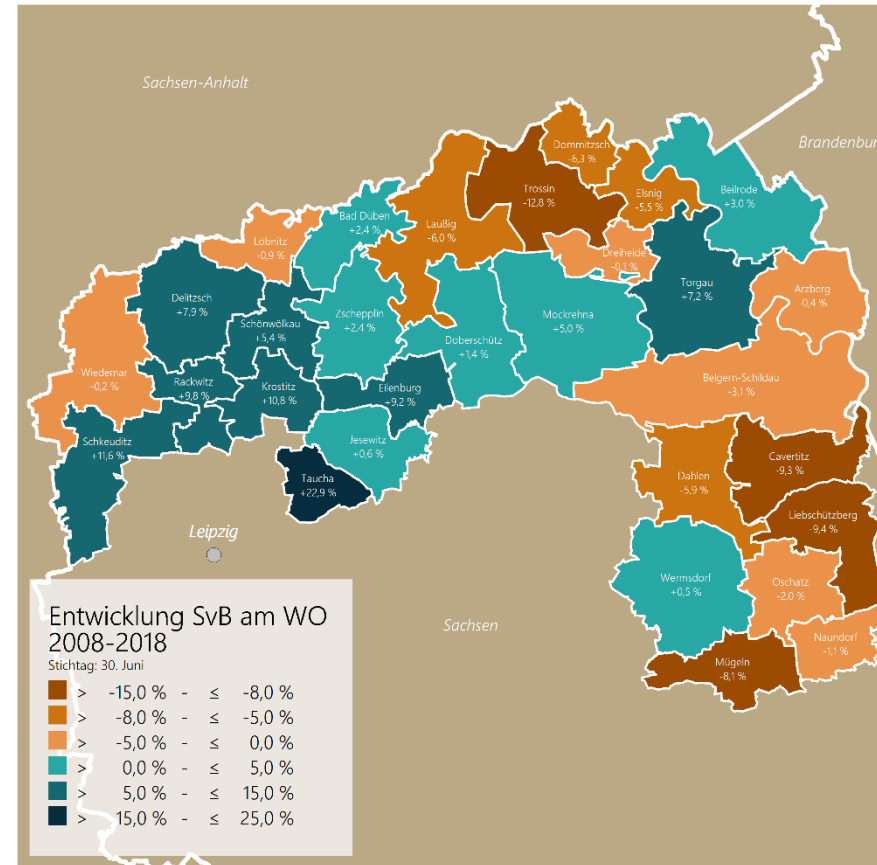 Sachsen-Anhalt
Brandenbur
Dommitzsch
-6,3 %
Trossin
-12,8 %
Elsnig
-5,5 %
Beilrode
+3,0 %
Bad Düben
+2,4 %
Laußig
-6,0 %
Löbnitz
-0,9 %
Dreiheide
-0,1 %
Torgau
+7,2 %
Arzberg
-0,4 %
Delitzsch
+7,9 %
Schönwölkau
+5,4 %
Zschepplin
+2,4 %
Mockrehna
+5,0 %
Doberschütz
+1,4 %
Wiedemar
-0,2 %
Rackwitz
+9,8 %
Krostitz
+10,8 %
Eilenburg
+9,2 %
Belgern-Schildau
-3,1 %
Schkeuditz
+11,6 %
Jesewitz
+0,6 %
Taucha
+22,9 %
Cavertitz
-9,3 %
Dahlen
-5,9 %
Liebschützberg
-9,4 %
Leipzig
Wermsdorf
+0,5 %
Oschatz
-2,0 %
Sachsen
Naundorf
-1,1 %
Mügeln
-8,1 %
Entwicklung SvB am WO
2008-2018
Stichtag: 30. Juni
> -15,0 % - ≤ -8,0 %
> -8,0 % - ≤ -5,0 %
> -5,0 % - ≤ 0,0 %
> 0,0 % - ≤ 5,0 %
> 5,0 % - ≤ 15,0 %
> 15,0 % - ≤ 25,0 %